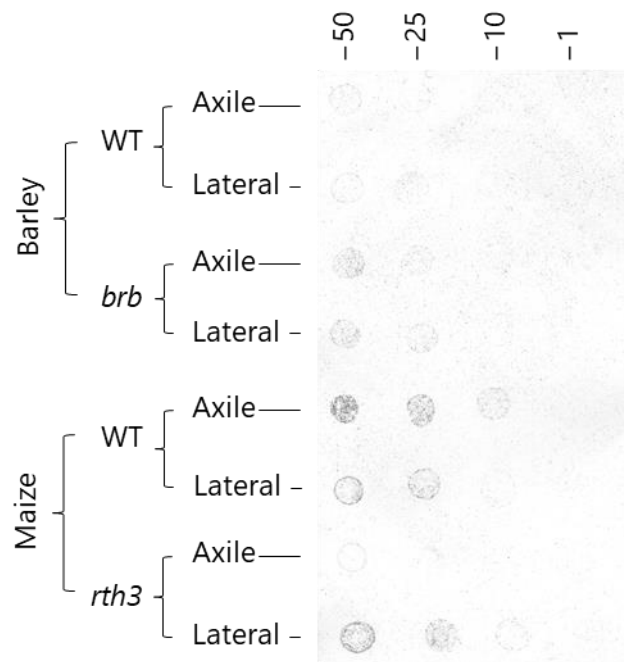 –50 –25 –10 –1
Barley
WT
Axile
Lateral
brb
Axile
Lateral
Maize
WT
Axile
Lateral
rth3
Axile
Lateral